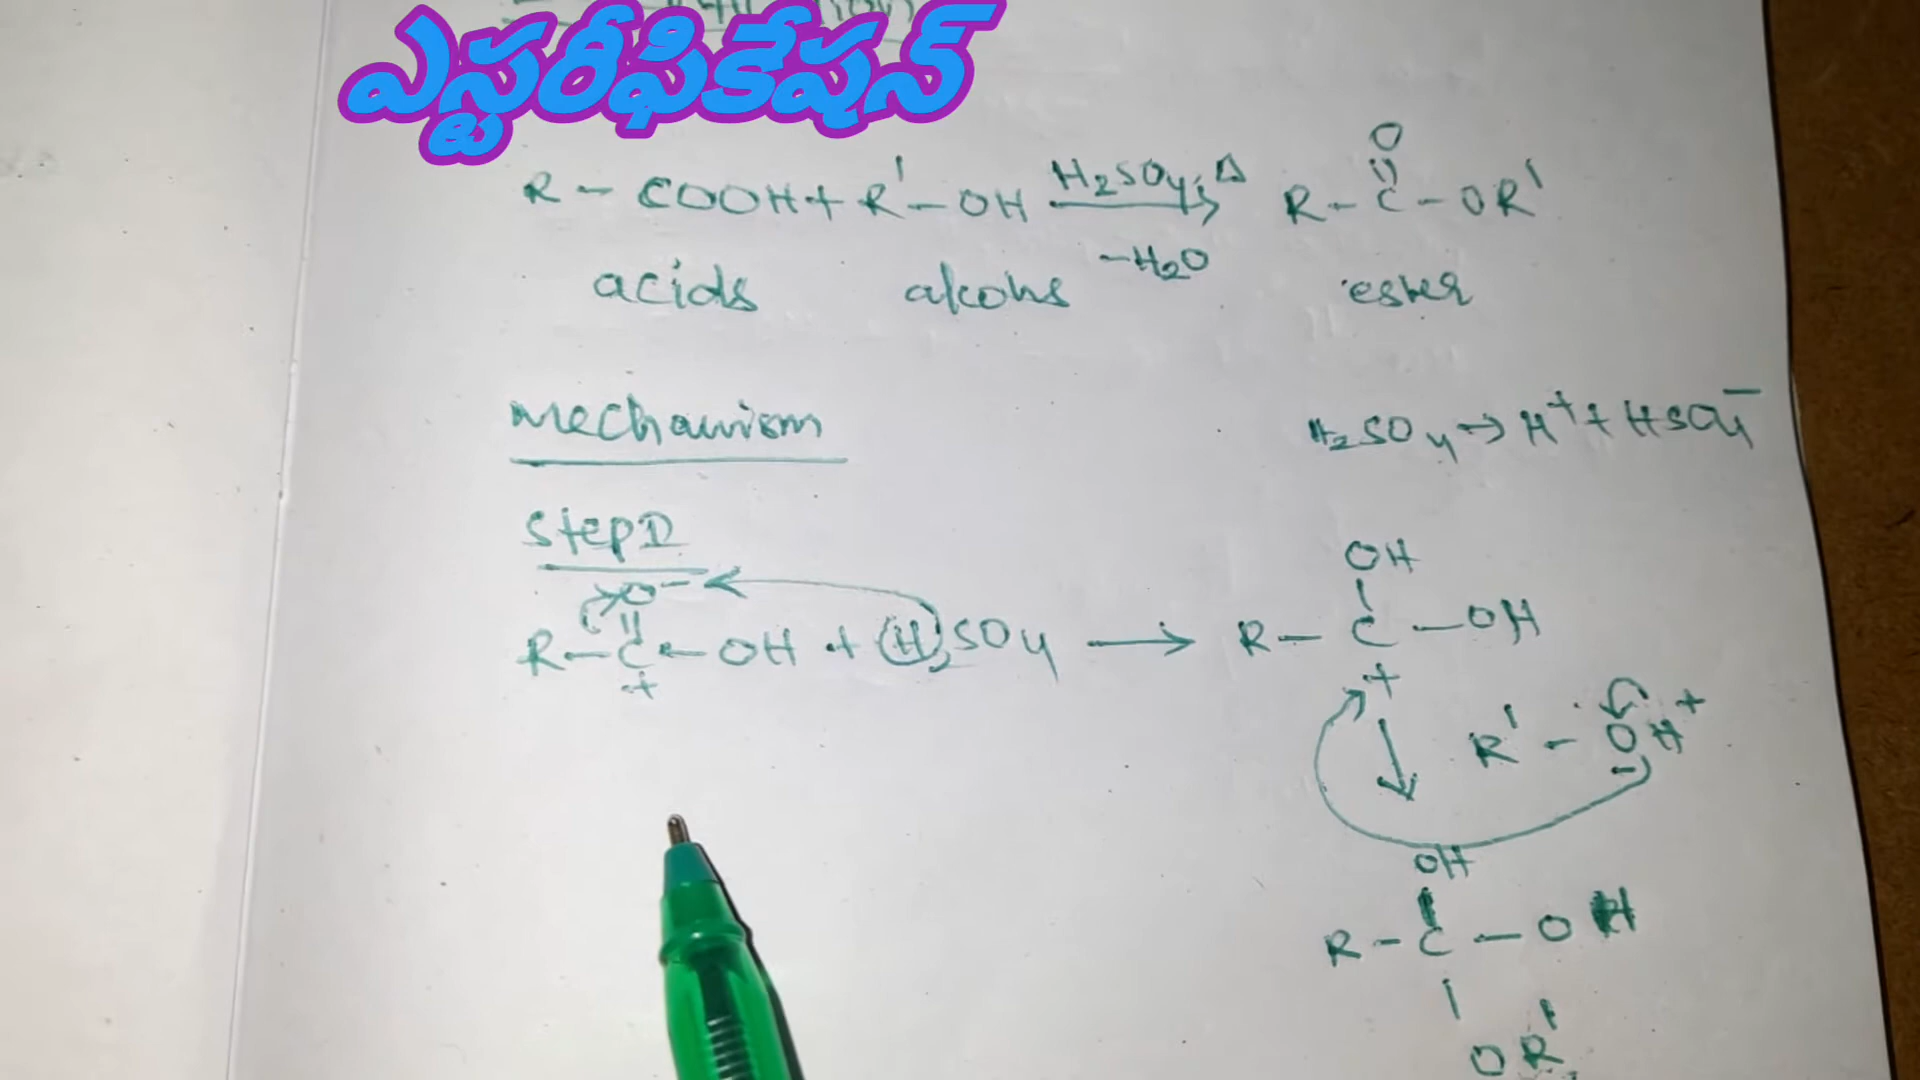 ఎస్టరీఫికేషన్
R - COOH + R' - OH H2SO4, Δ → R - C - OR'
O
-H2O
acids alcohls ester
mechanism
H2SO4 → H+ + HSO4-
Step I
O-
R - C - OH + H2SO4 → R - C - OH
+
OH
+
R' - OH+
-
OH
R - C - OH
OR'